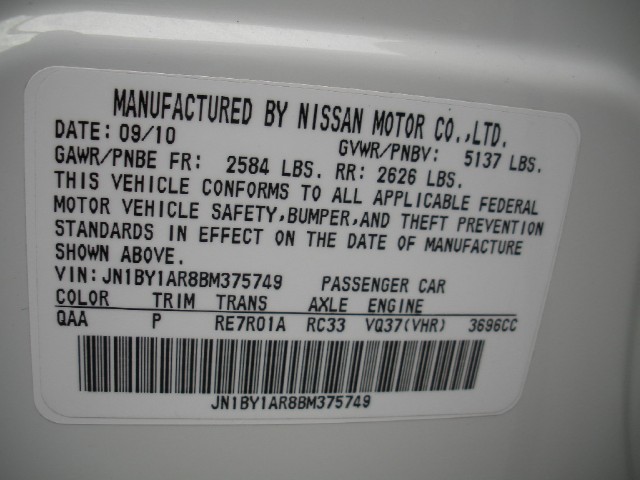 MANUFACTURED BY NISSAN MOTOR CO.,LTD.
DATE: 09/10 GVWR/PNBV: 5137 LBS.
GAWR/PNBE FR: 2584 LBS. RR: 2626 LBS.
THIS VEHICLE CONFORMS TO ALL APPLICABLE FEDERAL
MOTOR VEHICLE SAFETY,BUMPER,AND THEFT PREVENTION
STANDARDS IN EFFECT ON THE DATE OF MANUFACTURE
SHOWN ABOVE.
VIN:JN1BY1AR8BM375749 PASSENGER CAR
COLOR TRIM TRANS AXLE ENGINE
QAA P RE7R01A RC33 VQ37(VHR) 3696CC
JN1BY1AR8BM375749